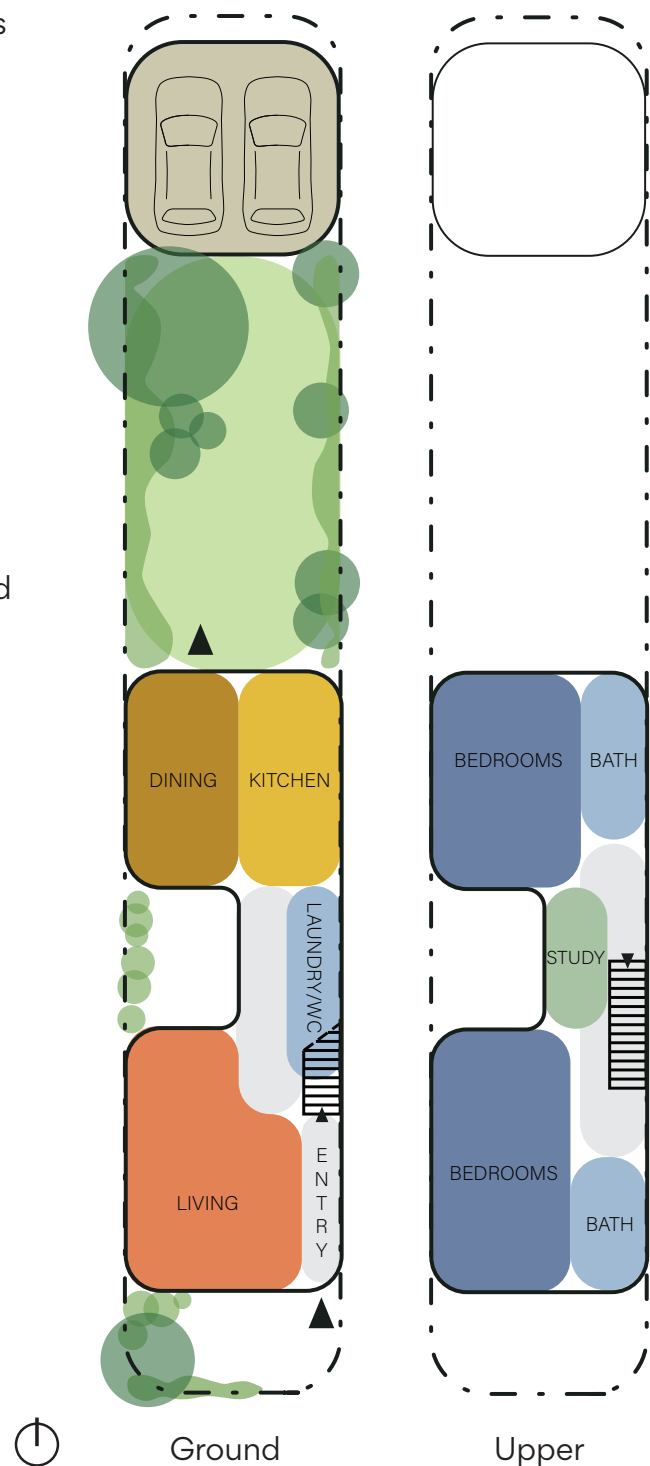 s
d
DINING
KITCHEN
LAUNDRY/WC
ENTRY
LIVING
BEDROOMS
BATH
STUDY
BEDROOMS
BATH
Ground
Upper